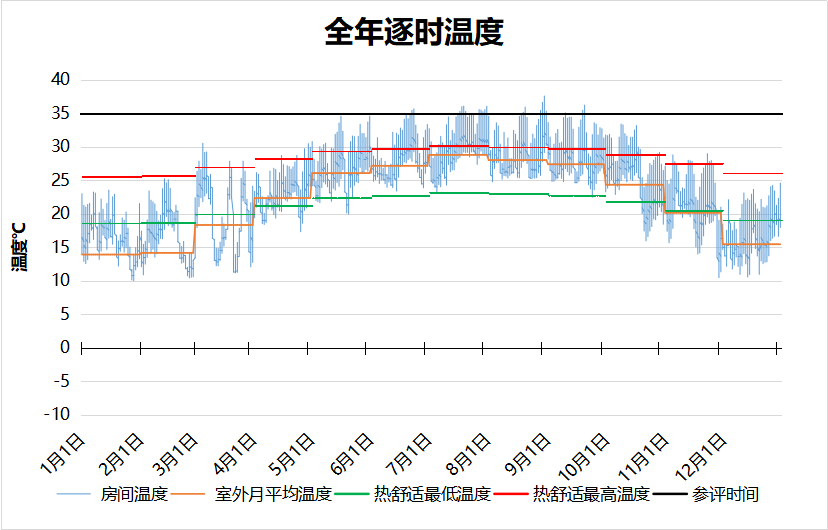 全年逐时温度
温度℃
40
35
30
25
20
15
10
5
0
-5
-10
1月1日
2月1日
3月1日
4月1日
5月1日
6月1日
7月1日
8月1日
9月1日
10月1日
11月1日
12月1日
房间温度 室外月平均温度 热舒适最低温度 热舒适最高温度 参评时间